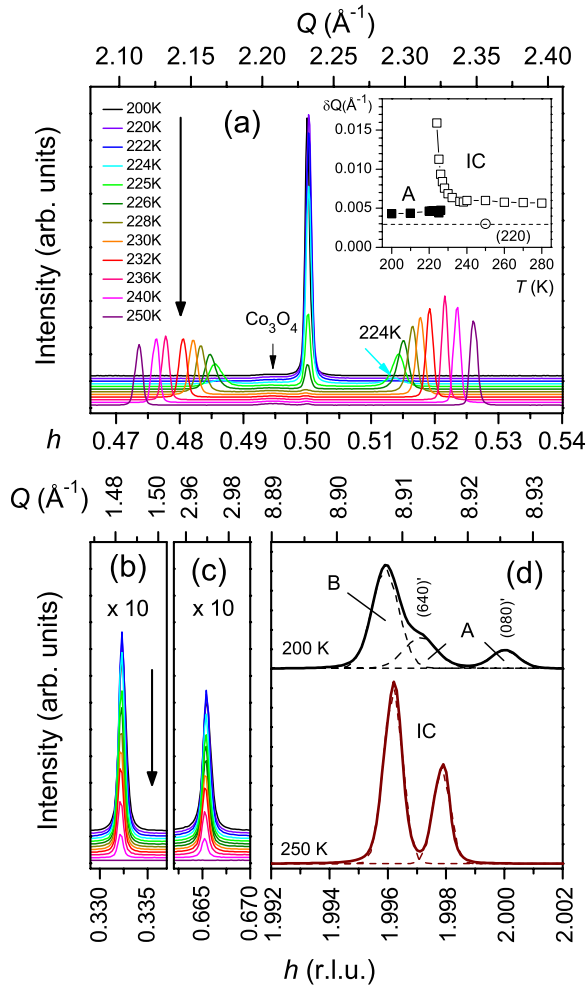 Q (Å⁻¹)
2.10 2.15 2.20 2.25 2.30 2.35 2.40
Intensity (arb. units)
(a)
200K
220K
222K
224K
225K
226K
228K
230K
232K
236K
240K
250K
Co₃O₄
224K
δQ(Å⁻¹)
0.015
0.010
0.005
0.000
A
IC
(220)
200 220 240 260 280
T (K)
h 0.47 0.48 0.49 0.50 0.51 0.52 0.53 0.54
Q (Å⁻¹) 1.48 1.50 2.96 2.98 8.89 8.90 8.91 8.92 8.93
Intensity (arb. units)
(b)
x 10
(c)
x 10
(d)
B
(640)'
A
(080)'
200 K
IC
250 K
0.330 0.335 0.665 0.670 1.992 1.994 1.996 1.998 2.000 2.002
h (r.l.u.)